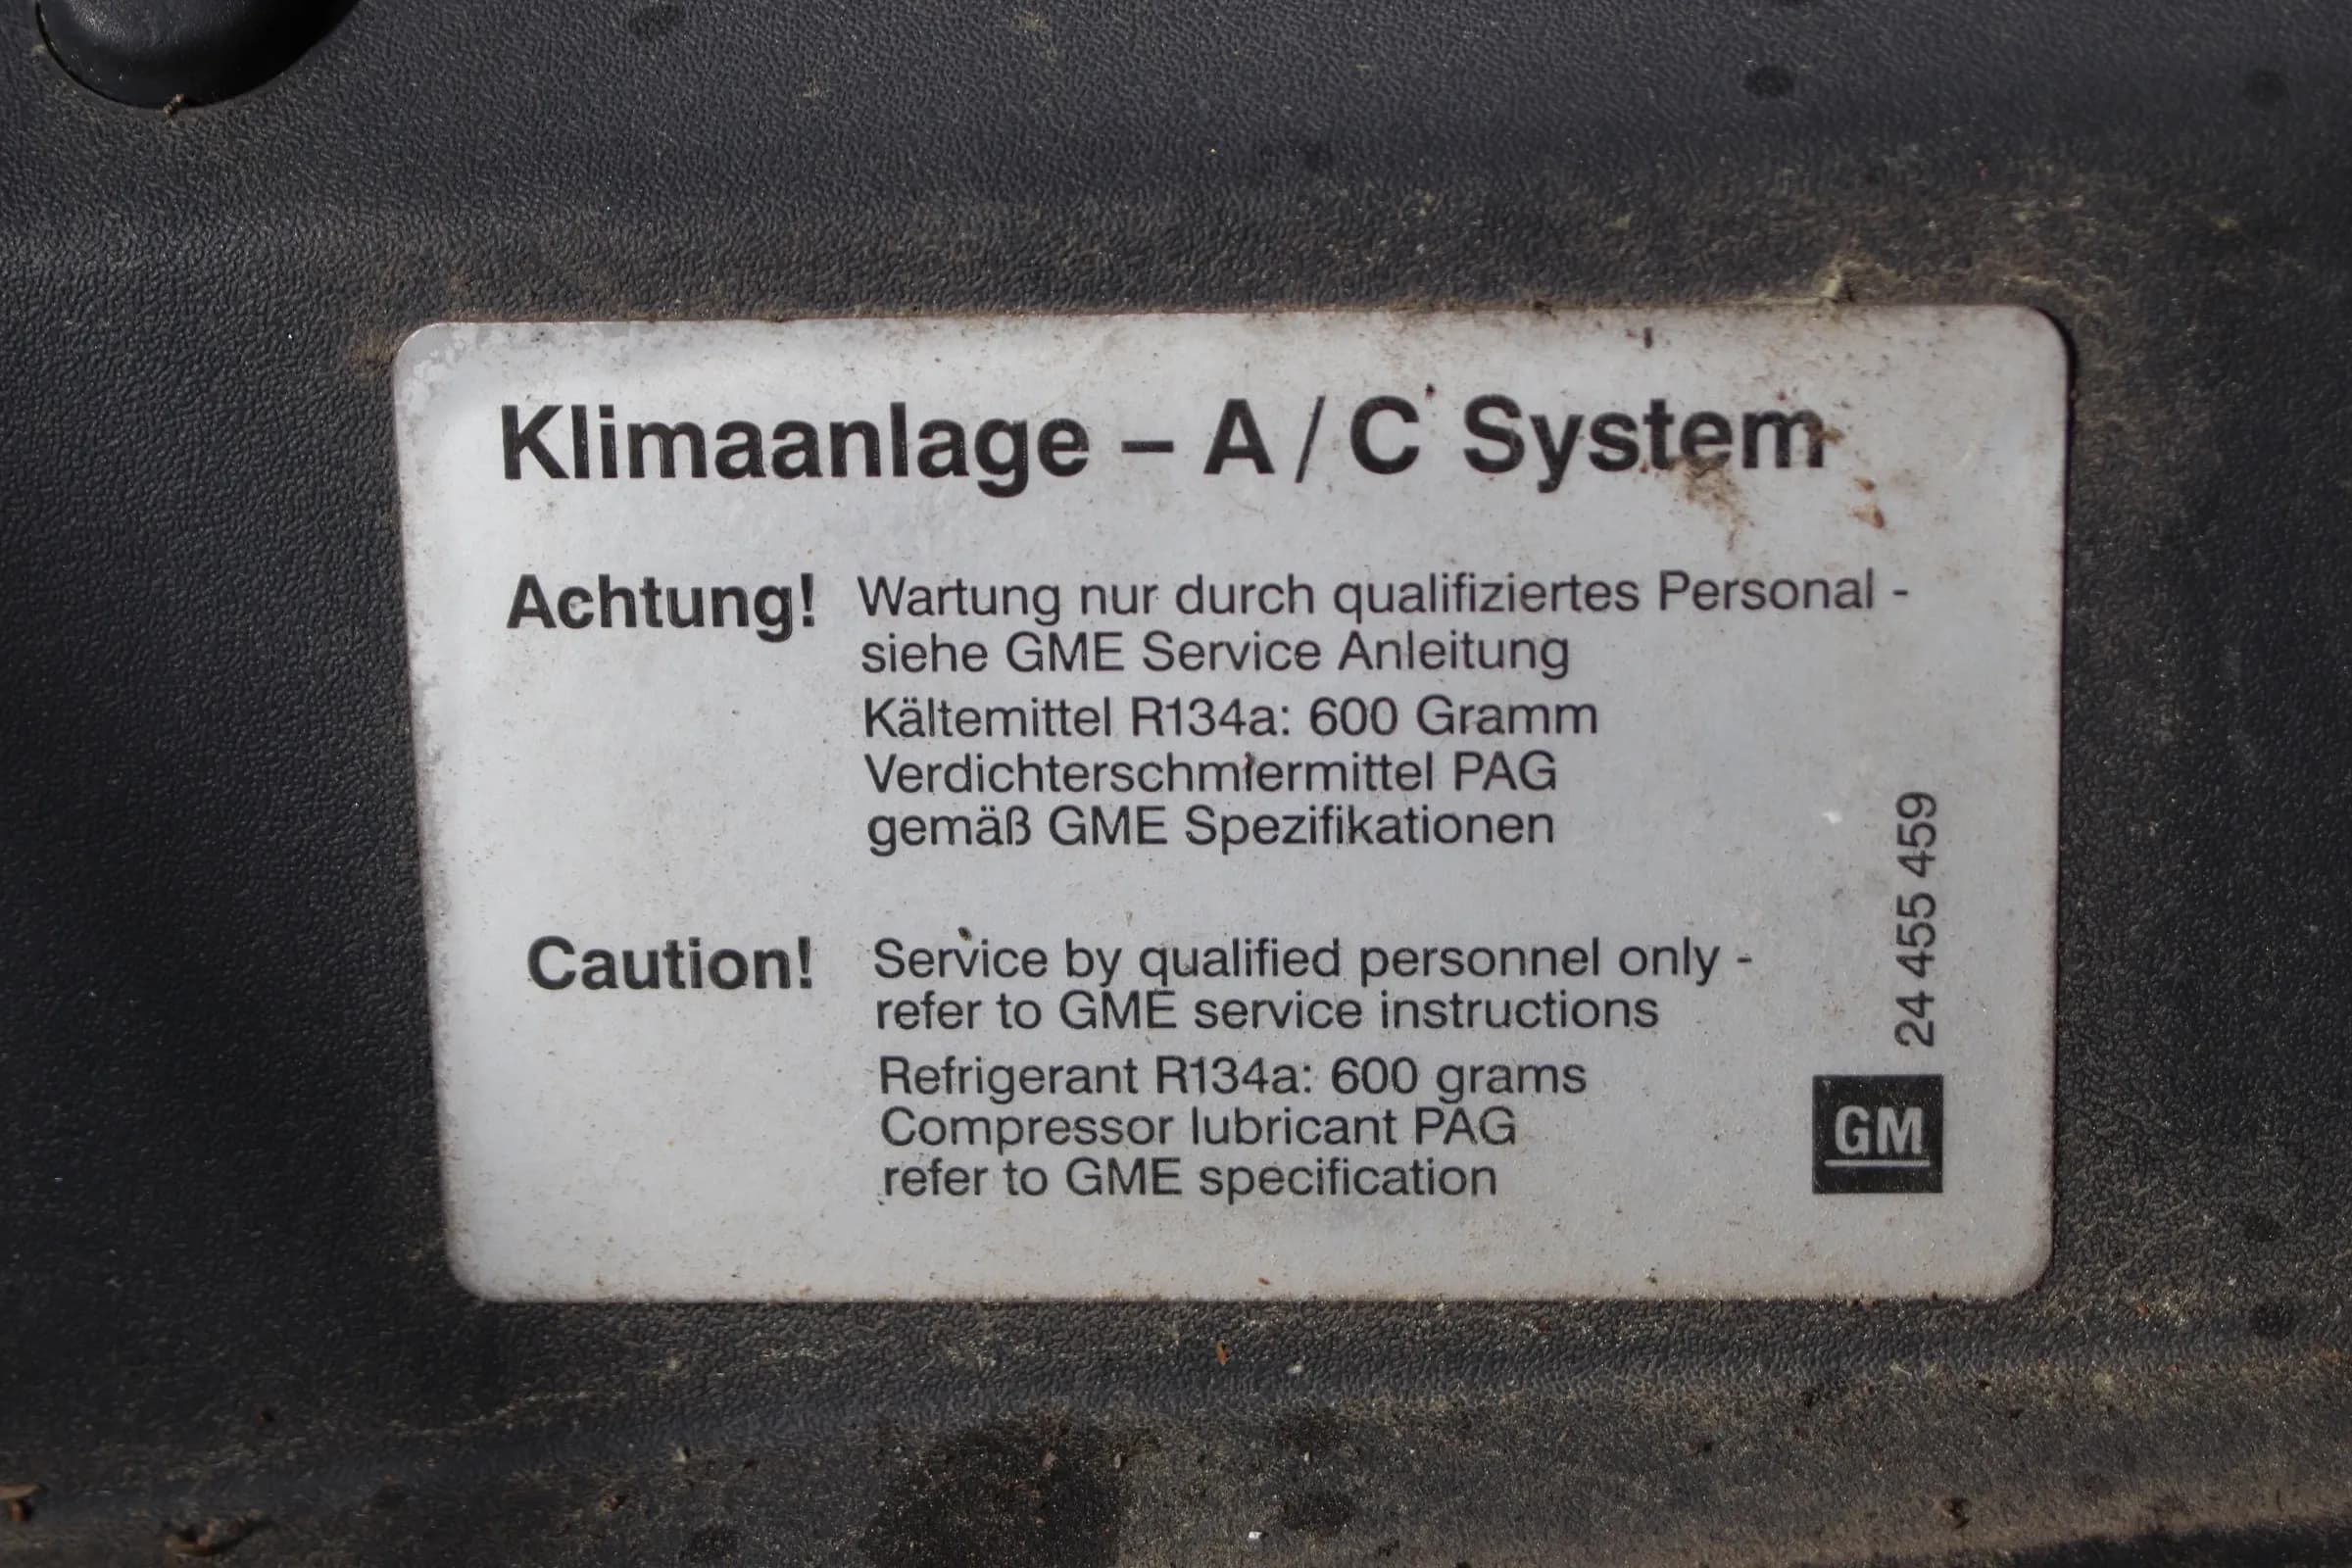 Klimaanlage – A/C System
Achtung! Wartung nur durch qualifiziertes Personal -
siehe GME Service Anleitung
Kältemittel R134a: 600 Gramm
Verdichterschmiermittel PAG
gemäß GME Spezifikationen
Caution! Service by qualified personnel only -
refer to GME service instructions
Refrigerant R134a: 600 grams
Compressor lubricant PAG
refer to GME specification
24 455 459
GM